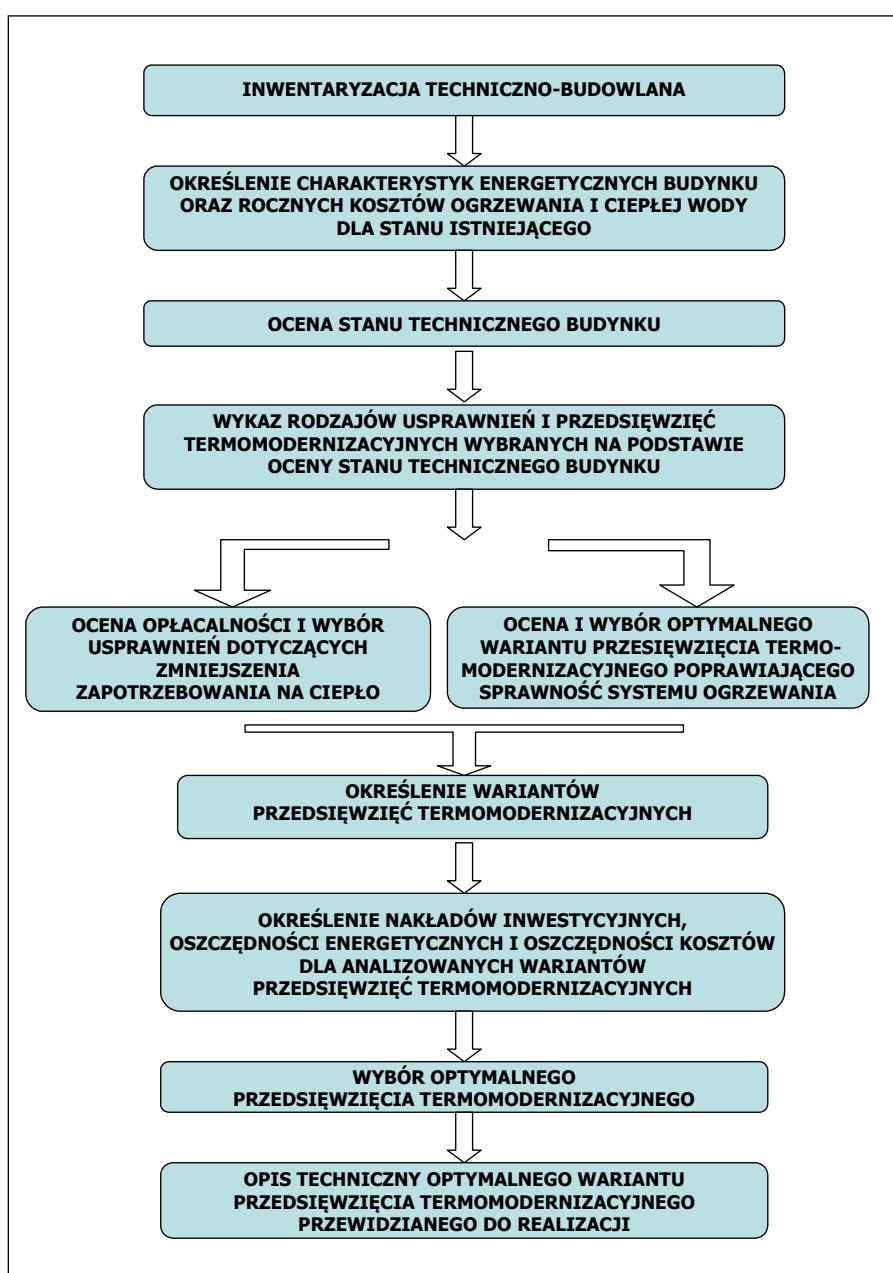 INWENTARYZACJA TECHNICZNO-BUDOWLANA
OKREŚLENIE CHARAKTERYSTYK ENERGETYCZNYCH BUDYNKU
ORAZ ROCZNYCH KOSZTÓW OGRZEWANIA I CIEPŁEJ WODY
DLA STANU ISTNIEJĄCEGO
OCENA STANU TECHNICZNEGO BUDYNKU
WYKAZ RODZAJÓW USPRAWNIEŃ I PRZEDSIĘWZIĘĆ
TERMOMODERNIZACYJNYCH WYBRANYCH NA PODSTAWIE
OCENY STANU TECHNICZNEGO BUDYNKU
OCENA OPŁACALNOŚCI I WYBÓR
USPRAWNIEŃ DOTYCZĄCYCH
ZMNIEJSZENIA
ZAPOTRZEBOWANIA NA CIEPŁO
OCENA I WYBÓR OPTYMALNEGO
WARIANTU PRZESIĘWZIĘCIA TERMO-
MODERNIZACYJNEGO POPRAWIAJĄCEGO
SPRAWNOŚĆ SYSTEMU OGRZEWANIA
OKREŚLENIE WARIANTÓW
PRZEDSIĘWZIĘĆ TERMOMODERNIZACYJNYCH
OKREŚLENIE NAKŁADÓW INWESTYCYJNYCH,
OSZCZĘDNOŚCI ENERGETYCZNYCH I OSZCZĘDNOŚCI KOSZTÓW
DLA ANALIZOWANYCH WARIANTÓW
PRZEDSIĘWZIĘĆ TERMOMODERNIZACYJNYCH
WYBÓR OPTYMALNEGO
PRZEDSIĘWZIĘCIA TERMOMODERNIZACYJNEGO
OPIS TECHNICZNY OPTYMALNEGO WARIANTU
PRZEDSIĘWZIĘCIA TERMOMODERNIZACYJNEGO
PRZEWIDZIANEGO DO REALIZACJI